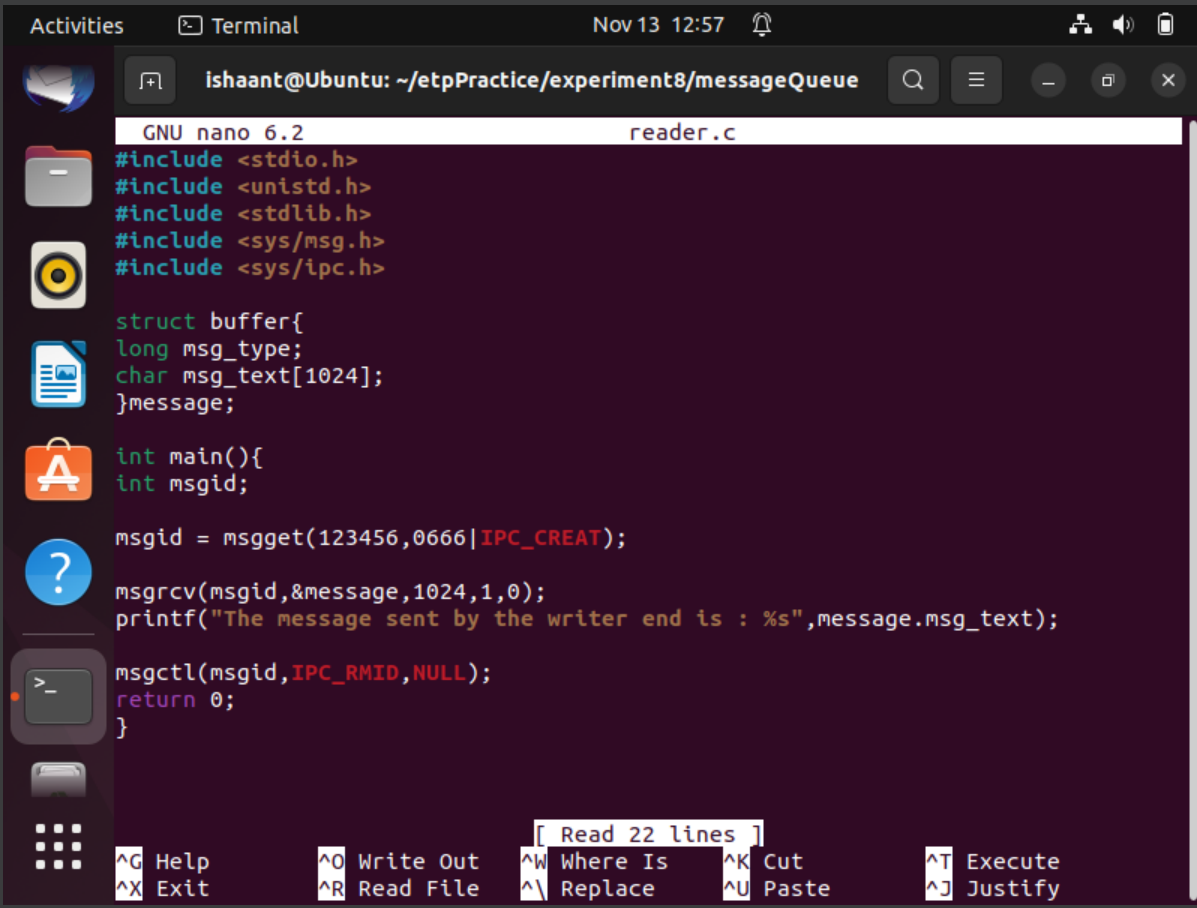 Activities Terminal Nov 13 12:57
ishaant@Ubuntu: ~/etpPractice/experiment8/messageQueue
GNU nano 6.2 reader.c
#include <stdio.h>
#include <unistd.h>
#include <stdlib.h>
#include <sys/msg.h>
#include <sys/ipc.h>
struct buffer{
long msg_type;
char msg_text[1024];
}message;
int main(){
int msgid;
msgid = msgget(123456,0666|IPC_CREAT);
msgrcv(msgid,&message,1024,1,0);
printf("The message sent by the writer end is : %s",message.msg_text);
msgctl(msgid,IPC_RMID,NULL);
return 0;
}
[ Read 22 lines ]
^G Help ^O Write Out ^W Where Is ^K Cut ^T Execute
^X Exit ^R Read File ^\ Replace ^U Paste ^J Justify